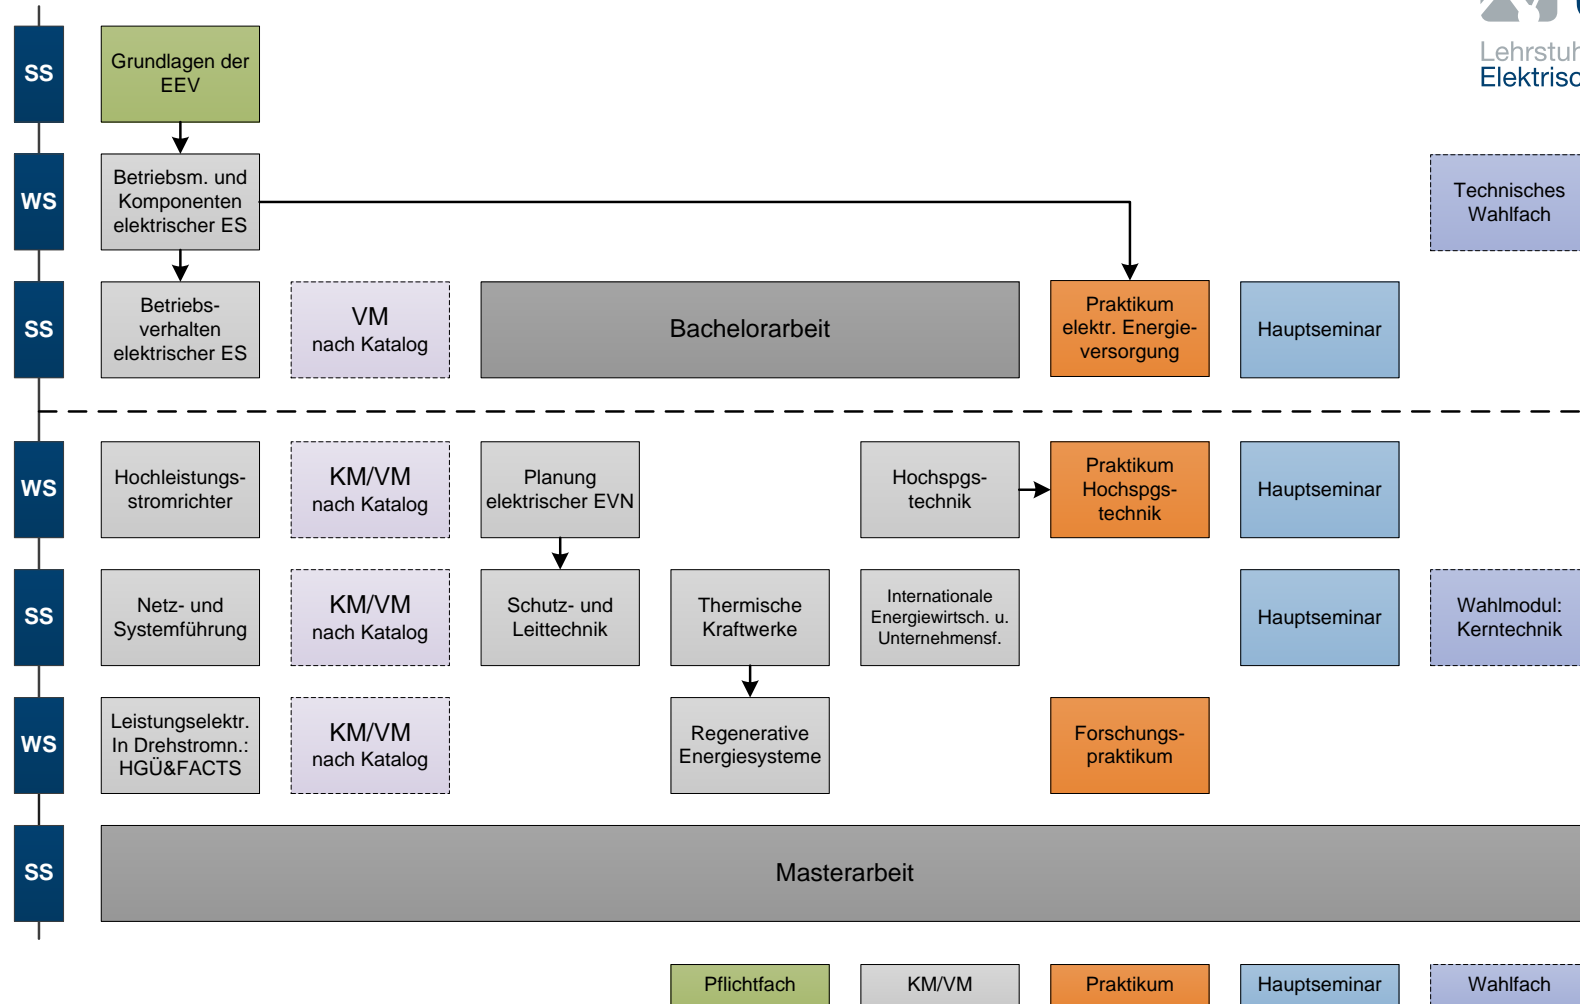 Lehrstuh
Elektrisc
SS
Grundlagen der
EEV
WS
Betriebsm. und
Komponenten
elektrischer ES
Technisches
Wahlfach
SS
Betriebs-
verhalten
elektrischer ES
VM
nach Katalog
Bachelorarbeit
Praktikum
elektr. Energie-
versorgung
Hauptseminar
WS
Hochleistungs-
stromrichter
KM/VM
nach Katalog
Planung
elektrischer EVN
Hochspgs-
technik
Praktikum
Hochspgs-
technik
Hauptseminar
SS
Netz- und
Systemführung
KM/VM
nach Katalog
Schutz- und
Leittechnik
Thermische
Kraftwerke
Internationale
Energiewirtsch. u.
Unternehmensf.
Hauptseminar
Wahlmodul:
Kerntechnik
WS
Leistungselektr.
In Drehstromn.:
HGÜ&FACTS
KM/VM
nach Katalog
Regenerative
Energiesysteme
Forschungs-
praktikum
SS
Masterarbeit
Pflichtfach
KM/VM
Praktikum
Hauptseminar
Wahlfach